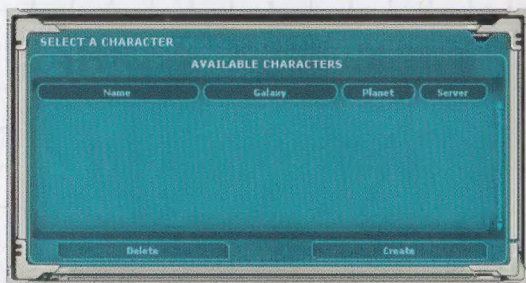 SELECT A CHARACTER
AVAILABLE CHARACTERS
Name Galaxy Planet Server
Delete Create